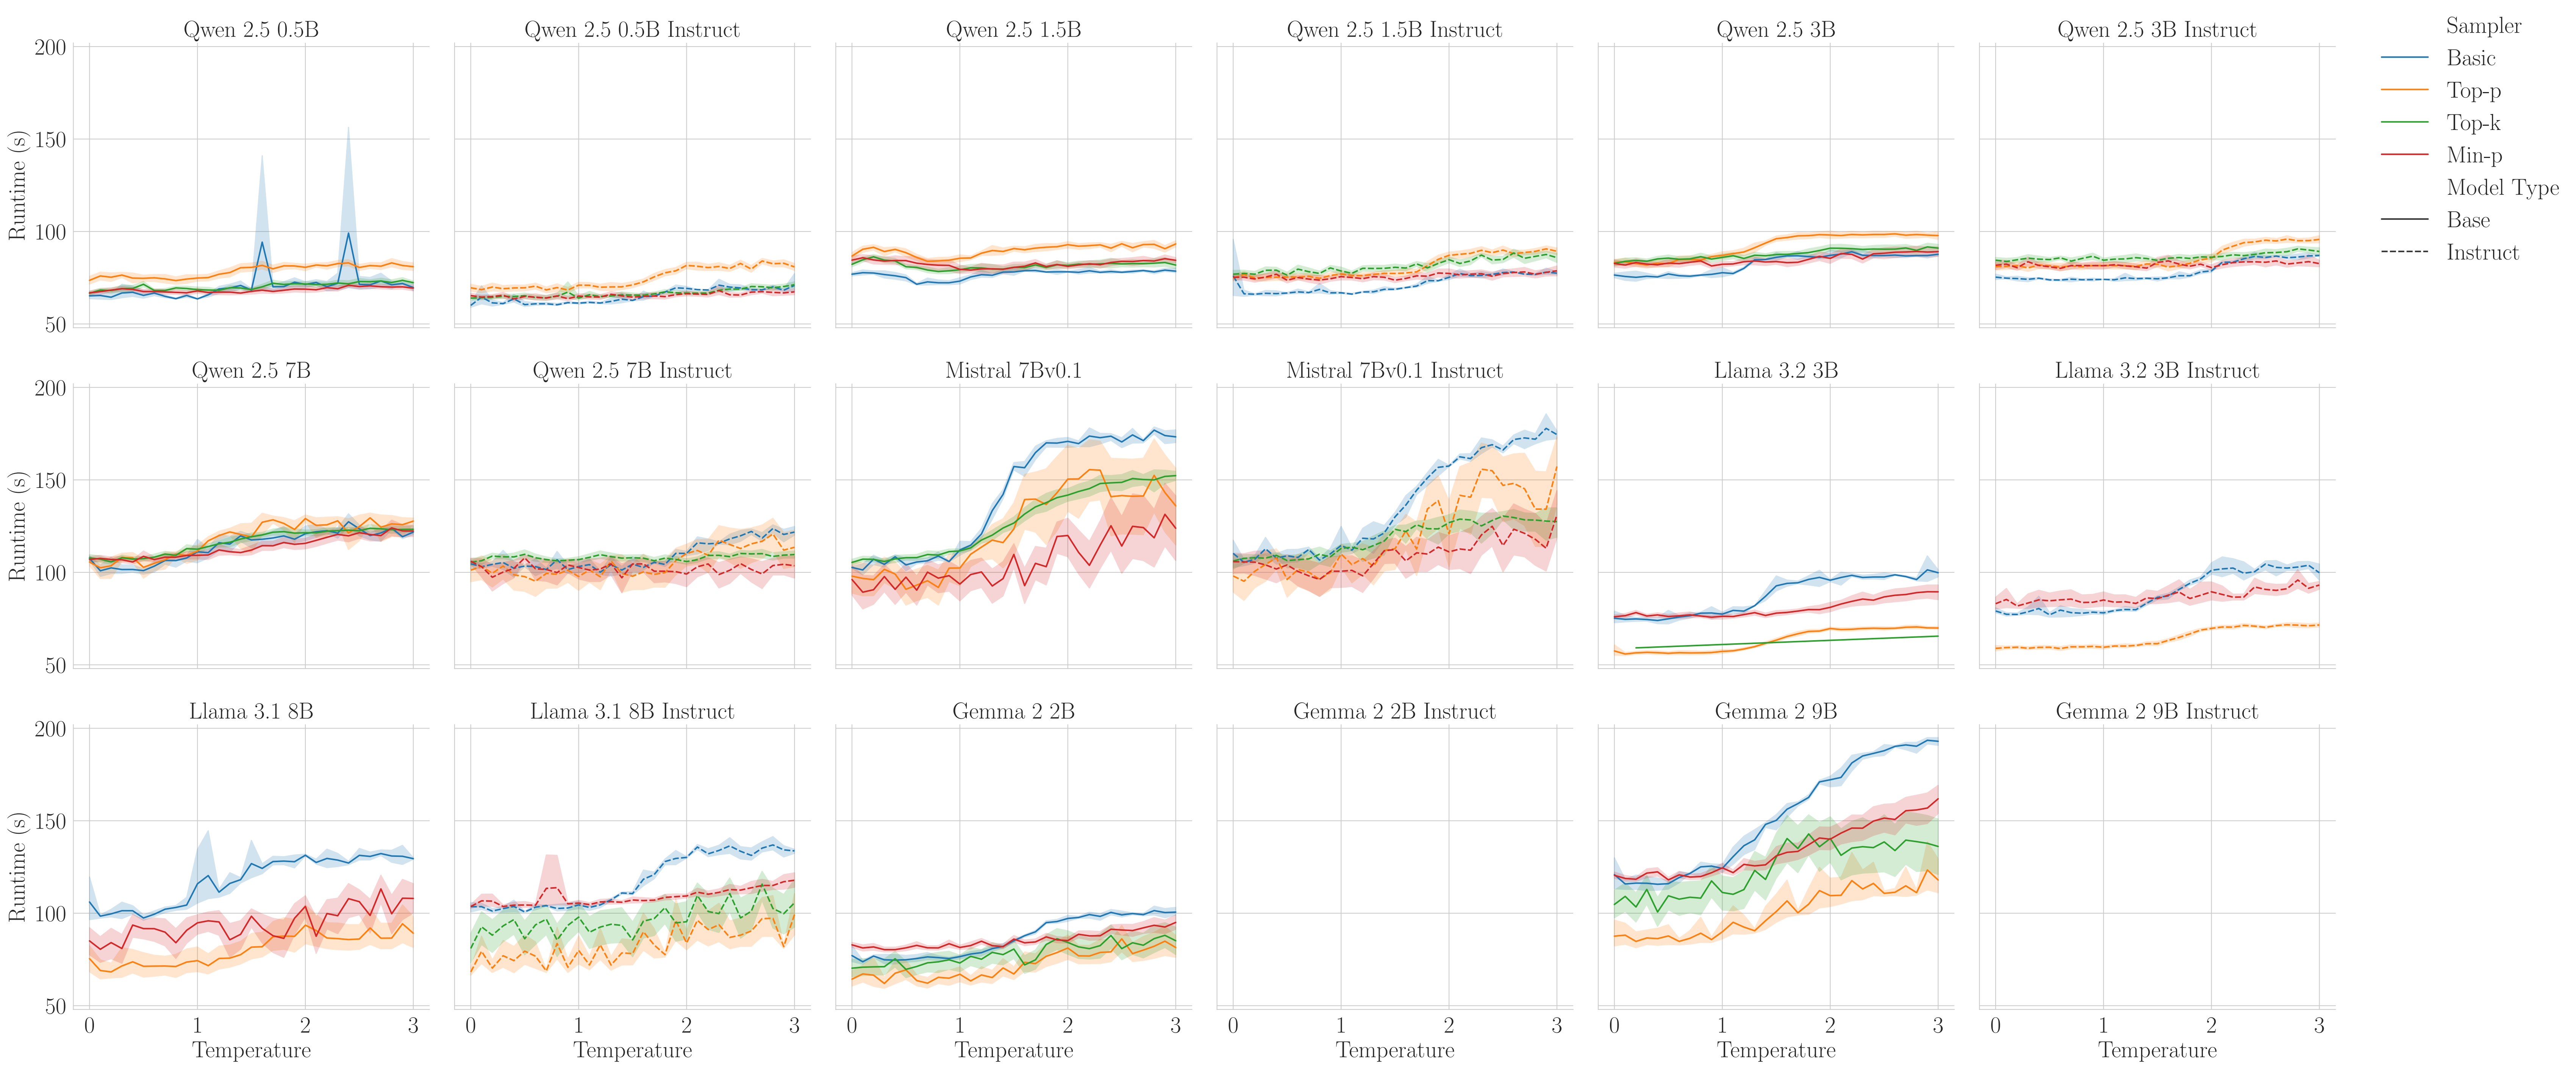 Qwen 2.5 0.5B
Qwen 2.5 0.5B Instruct
Qwen 2.5 1.5B
Qwen 2.5 1.5B Instruct
Qwen 2.5 3B
Qwen 2.5 3B Instruct
Sampler
Basic
Top-p
Top-k
Min-p
Model Type
Base
Instruct
200
150
100
50
Runtime (s)
Qwen 2.5 7B
Qwen 2.5 7B Instruct
Mistral 7Bv0.1
Mistral 7Bv0.1 Instruct
Llama 3.2 3B
Llama 3.2 3B Instruct
200
150
100
50
Runtime (s)
Llama 3.1 8B
Llama 3.1 8B Instruct
Gemma 2 2B
Gemma 2 2B Instruct
Gemma 2 9B
Gemma 2 9B Instruct
200
150
100
50
Runtime (s)
0 1 2 3
0 1 2 3
0 1 2 3
0 1 2 3
0 1 2 3
0 1 2 3
Temperature
Temperature
Temperature
Temperature
Temperature
Temperature